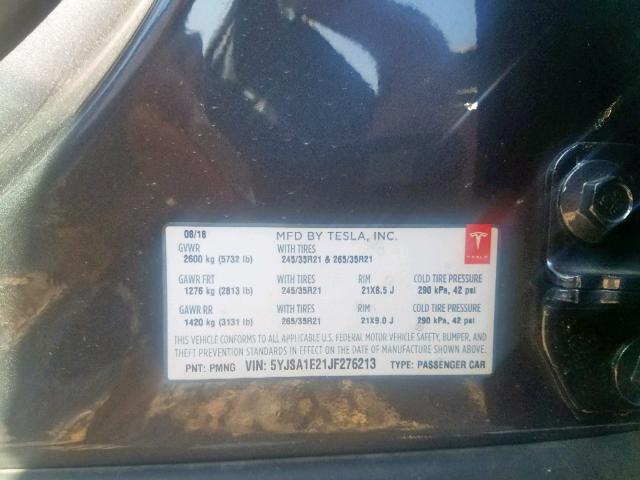 08/18 MFD BY TESLA, INC.
GVWR WITH TIRES
2600 kg (5732 lb) 245/35R21 & 265/35R21
GAWR FRT WITH TIRES RIM COLD TIRE PRESSURE
1276 kg (2813 lb) 245/35R21 21X8.5 J 290 kPa, 42 psi
GAWR RR WITH TIRES RIM COLD TIRE PRESSURE
1420 kg (3131 lb) 265/35R21 21X9.0 J 290 kPa, 42 psi
THIS VEHICLE CONFORMS TO ALL APPLICABLE U.S. FEDERAL MOTOR VEHICLE SAFETY, BUMPER, AND
THEFT PREVENTION STANDARDS IN EFFECT ON THE DATE OF MANUFACTURE SHOWN ABOVE.
PNT: PMNG VIN: 5YJSA1E21JF276213 TYPE: PASSENGER CAR
TESLA